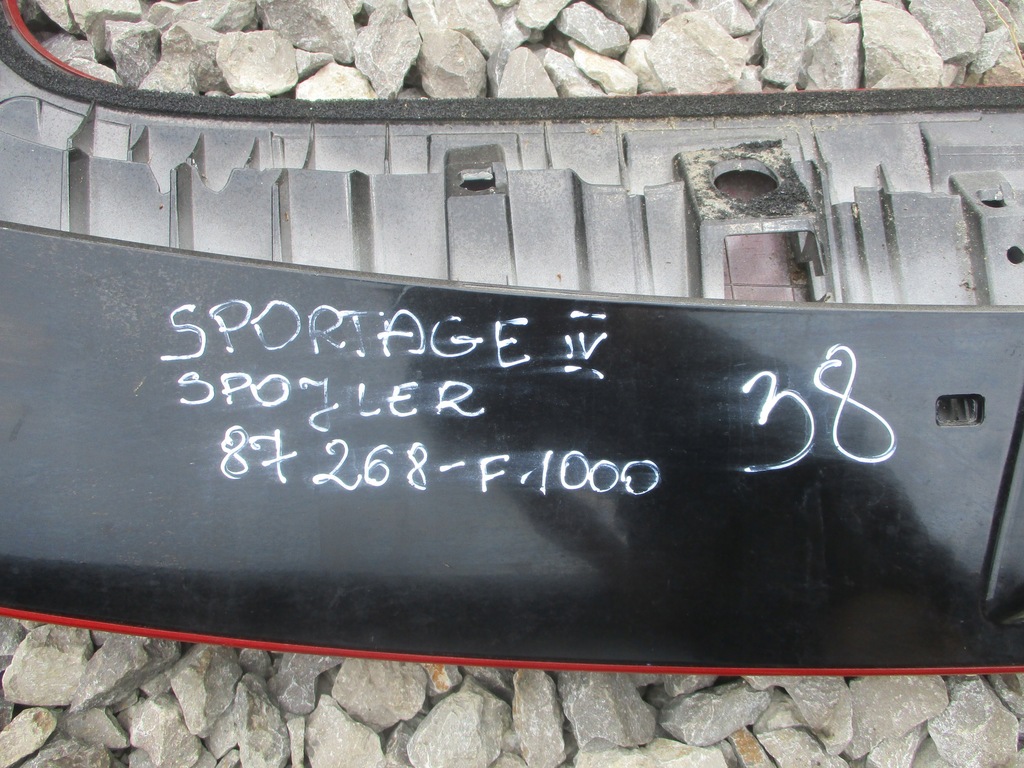 SPORTAGE IV
SPOJLER
87268-F1000
38